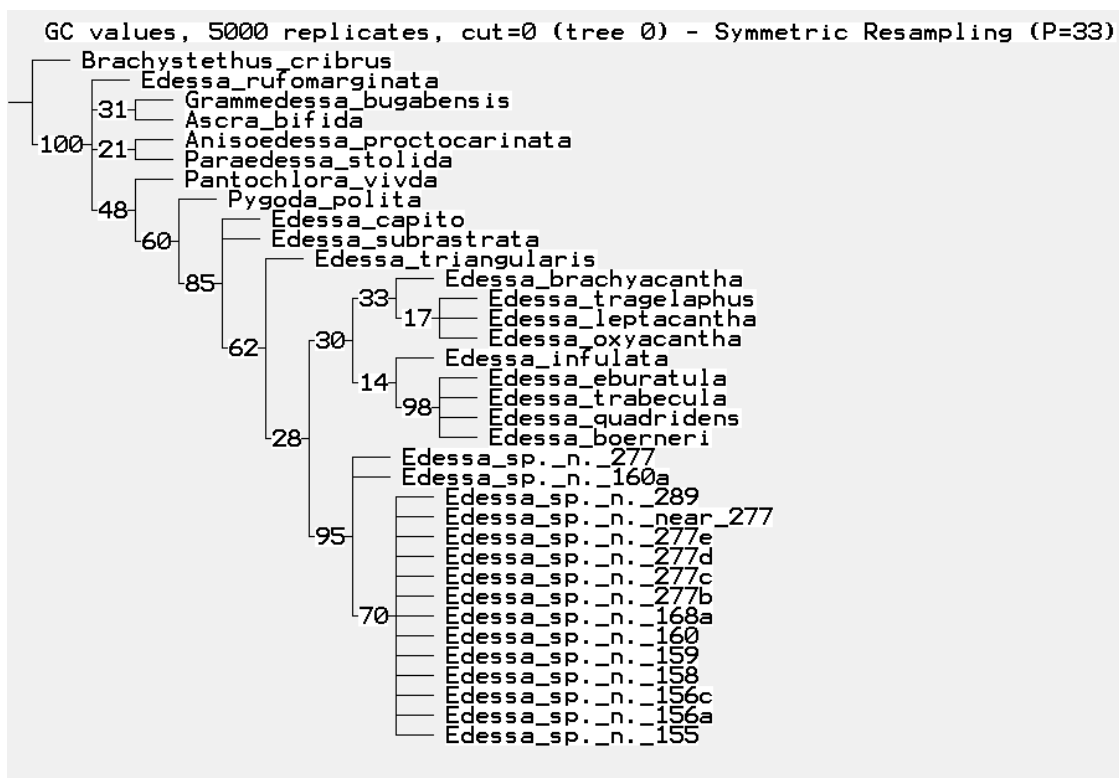 GC values, 5000 replicates, cut=0 (tree 0) - Symmetric Resampling (P=33)
Brachystethus_cribrus
Edessa_rufomarginata
Grammedessa_bugabensis
31
Ascra_bifida
Anisoedessa_proctocarinata
100
21
Paraedessa_stolida
Pantochlora_vivda
Pygoda_polita
48
Edessa_capito
60
Edessa_subrastrata
Edessa_triangularis
85
Edessa_brachyacantha
33
Edessa_tragelaphus
17
Edessa_leptacantha
30
Edessa_oxyacantha
62
Edessa_infulata
14
Edessa_eburatula
Edessa_trabecula
98
Edessa_quadridens
28
Edessa_boerneri
Edessa_sp._n._277
Edessa_sp._n._160a
Edessa_sp._n._289
Edessa_sp._n._near_277
95
Edessa_sp._n._277e
Edessa_sp._n._277d
Edessa_sp._n._277c
Edessa_sp._n._277b
70
Edessa_sp._n._168a
Edessa_sp._n._160
Edessa_sp._n._159
Edessa_sp._n._158
Edessa_sp._n._156c
Edessa_sp._n._156a
Edessa_sp._n._155